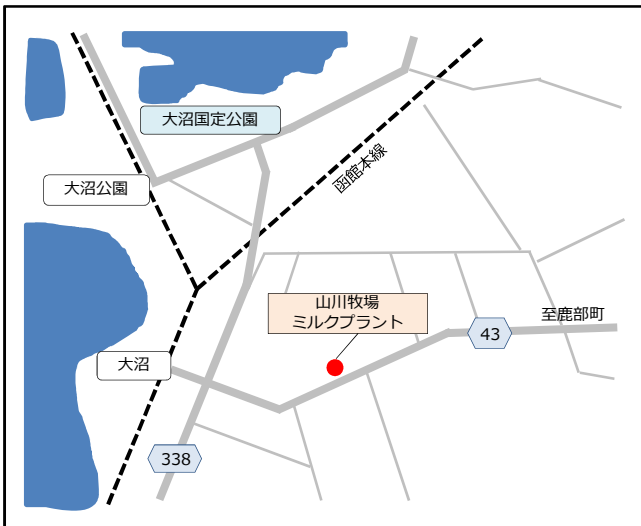 大沼国定公園
大沼公園
函館本線
山川牧場
ミルクプラント
至鹿部町
43
大沼
338